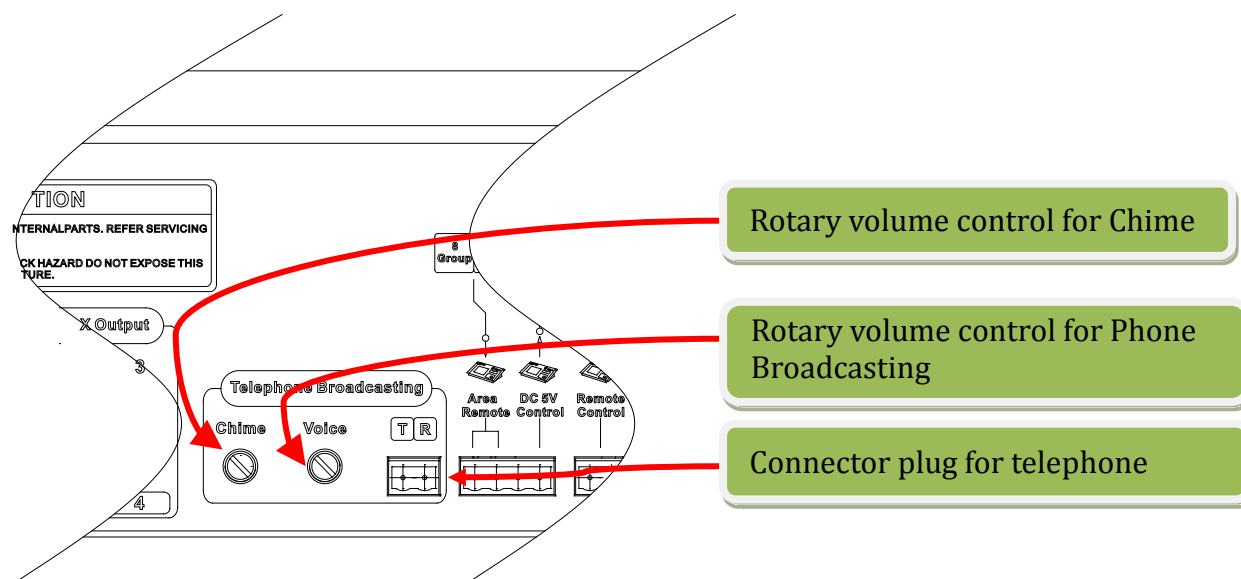 TION
NTERNALPARTS. REFER SERVICING
CK HAZARD DO NOT EXPOSE THIS
TURE.
8
Group
X Output
3
4
Telephone Broadcasting
Chime
Voice
T R
Area
Remote
DC 5V
Control
Remote
Control
Rotary volume control for Chime
Rotary volume control for Phone
Broadcasting
Connector plug for telephone